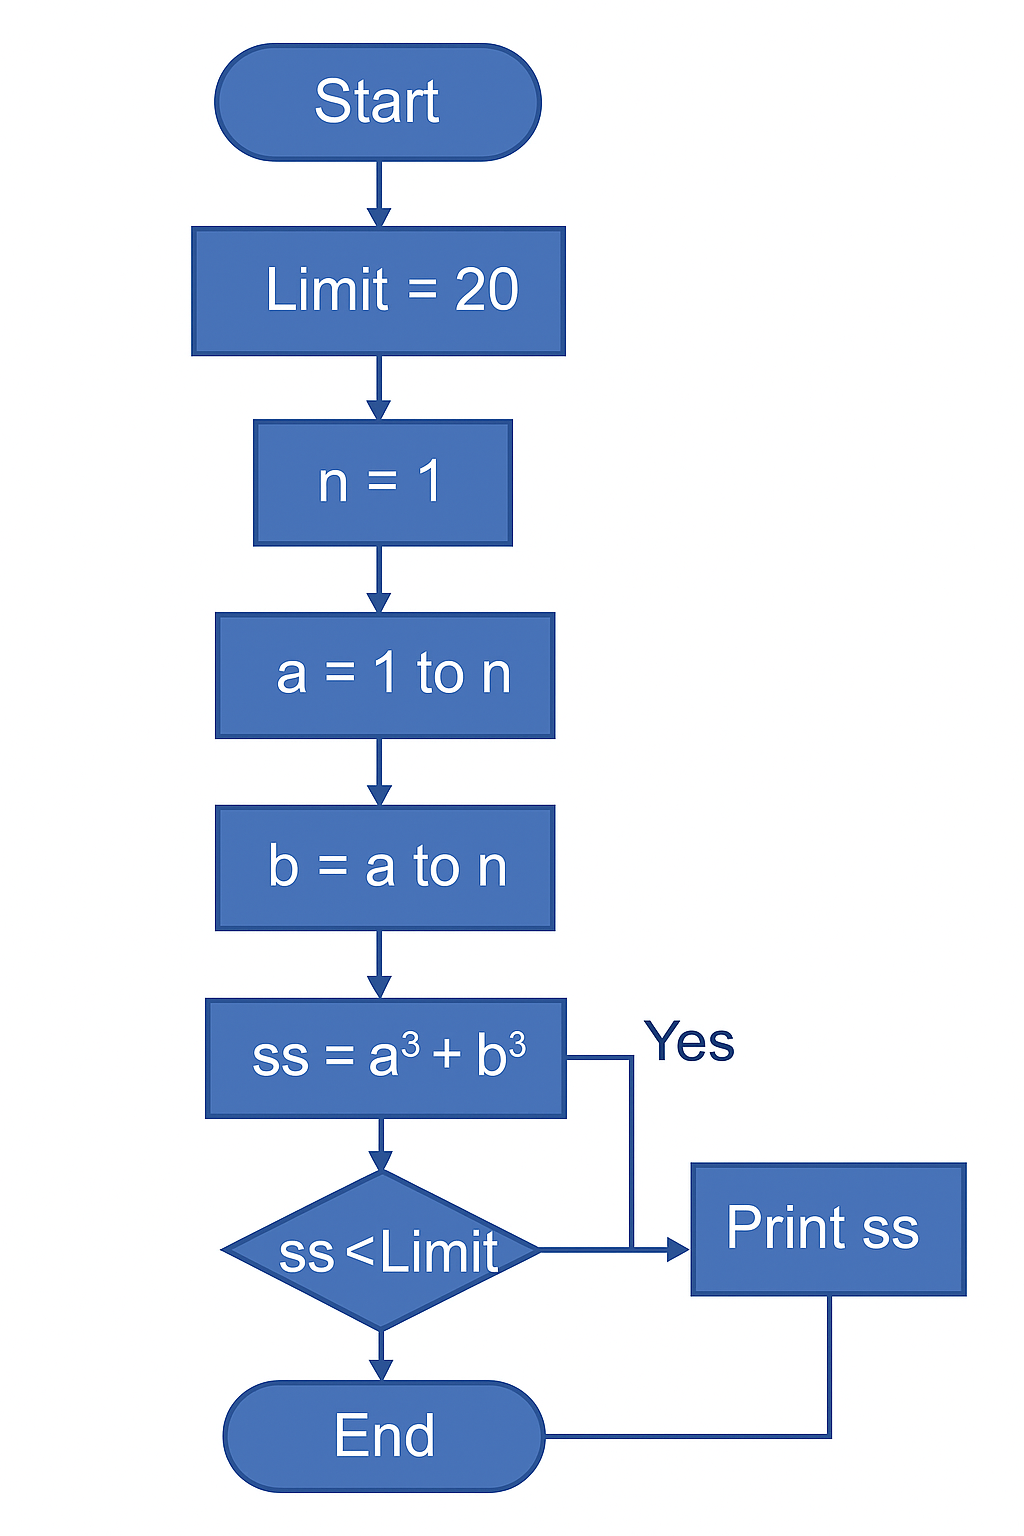 Start
Limit = 20
n = 1
a = 1 to n
b = a to n
ss = a³ + b³
Yes
ss <Limit
Print ss
End